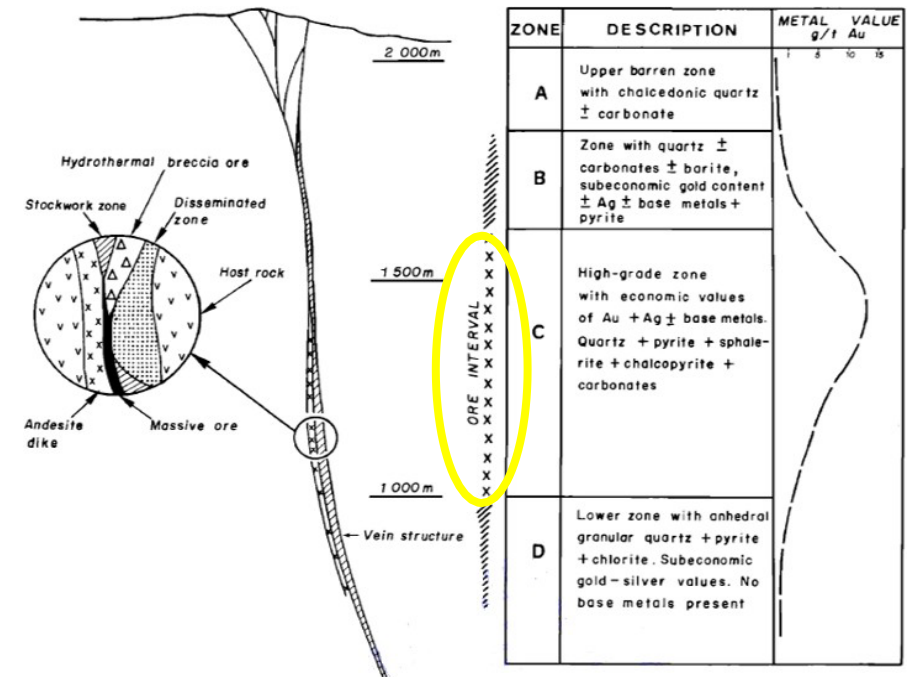 2 000m
Hydrothermal breccia ore
Stockwork zone
Disseminated
zone
Host rock
Andesite
dike
Massive ore
1 500m
1 000m
Vein structure
ORE INTERVAL
ZONE
DESCRIPTION
METAL VALUE
g/t Au
1 5 10 15
A
Upper barren zone
with chalcedonic quartz
± carbonate
B
Zone with quartz ±
carbonates ± barite,
subeconomic gold content
± Ag ± base metals +
pyrite
C
High-grade zone
with economic values
of Au + Ag ± base metals.
Quartz + pyrite + sphale-
rite + chalcopyrite +
carbonates
D
Lower zone with anhedral
granular quartz + pyrite
+ chlorite. Subeconomic
gold-silver values. No
base metals present